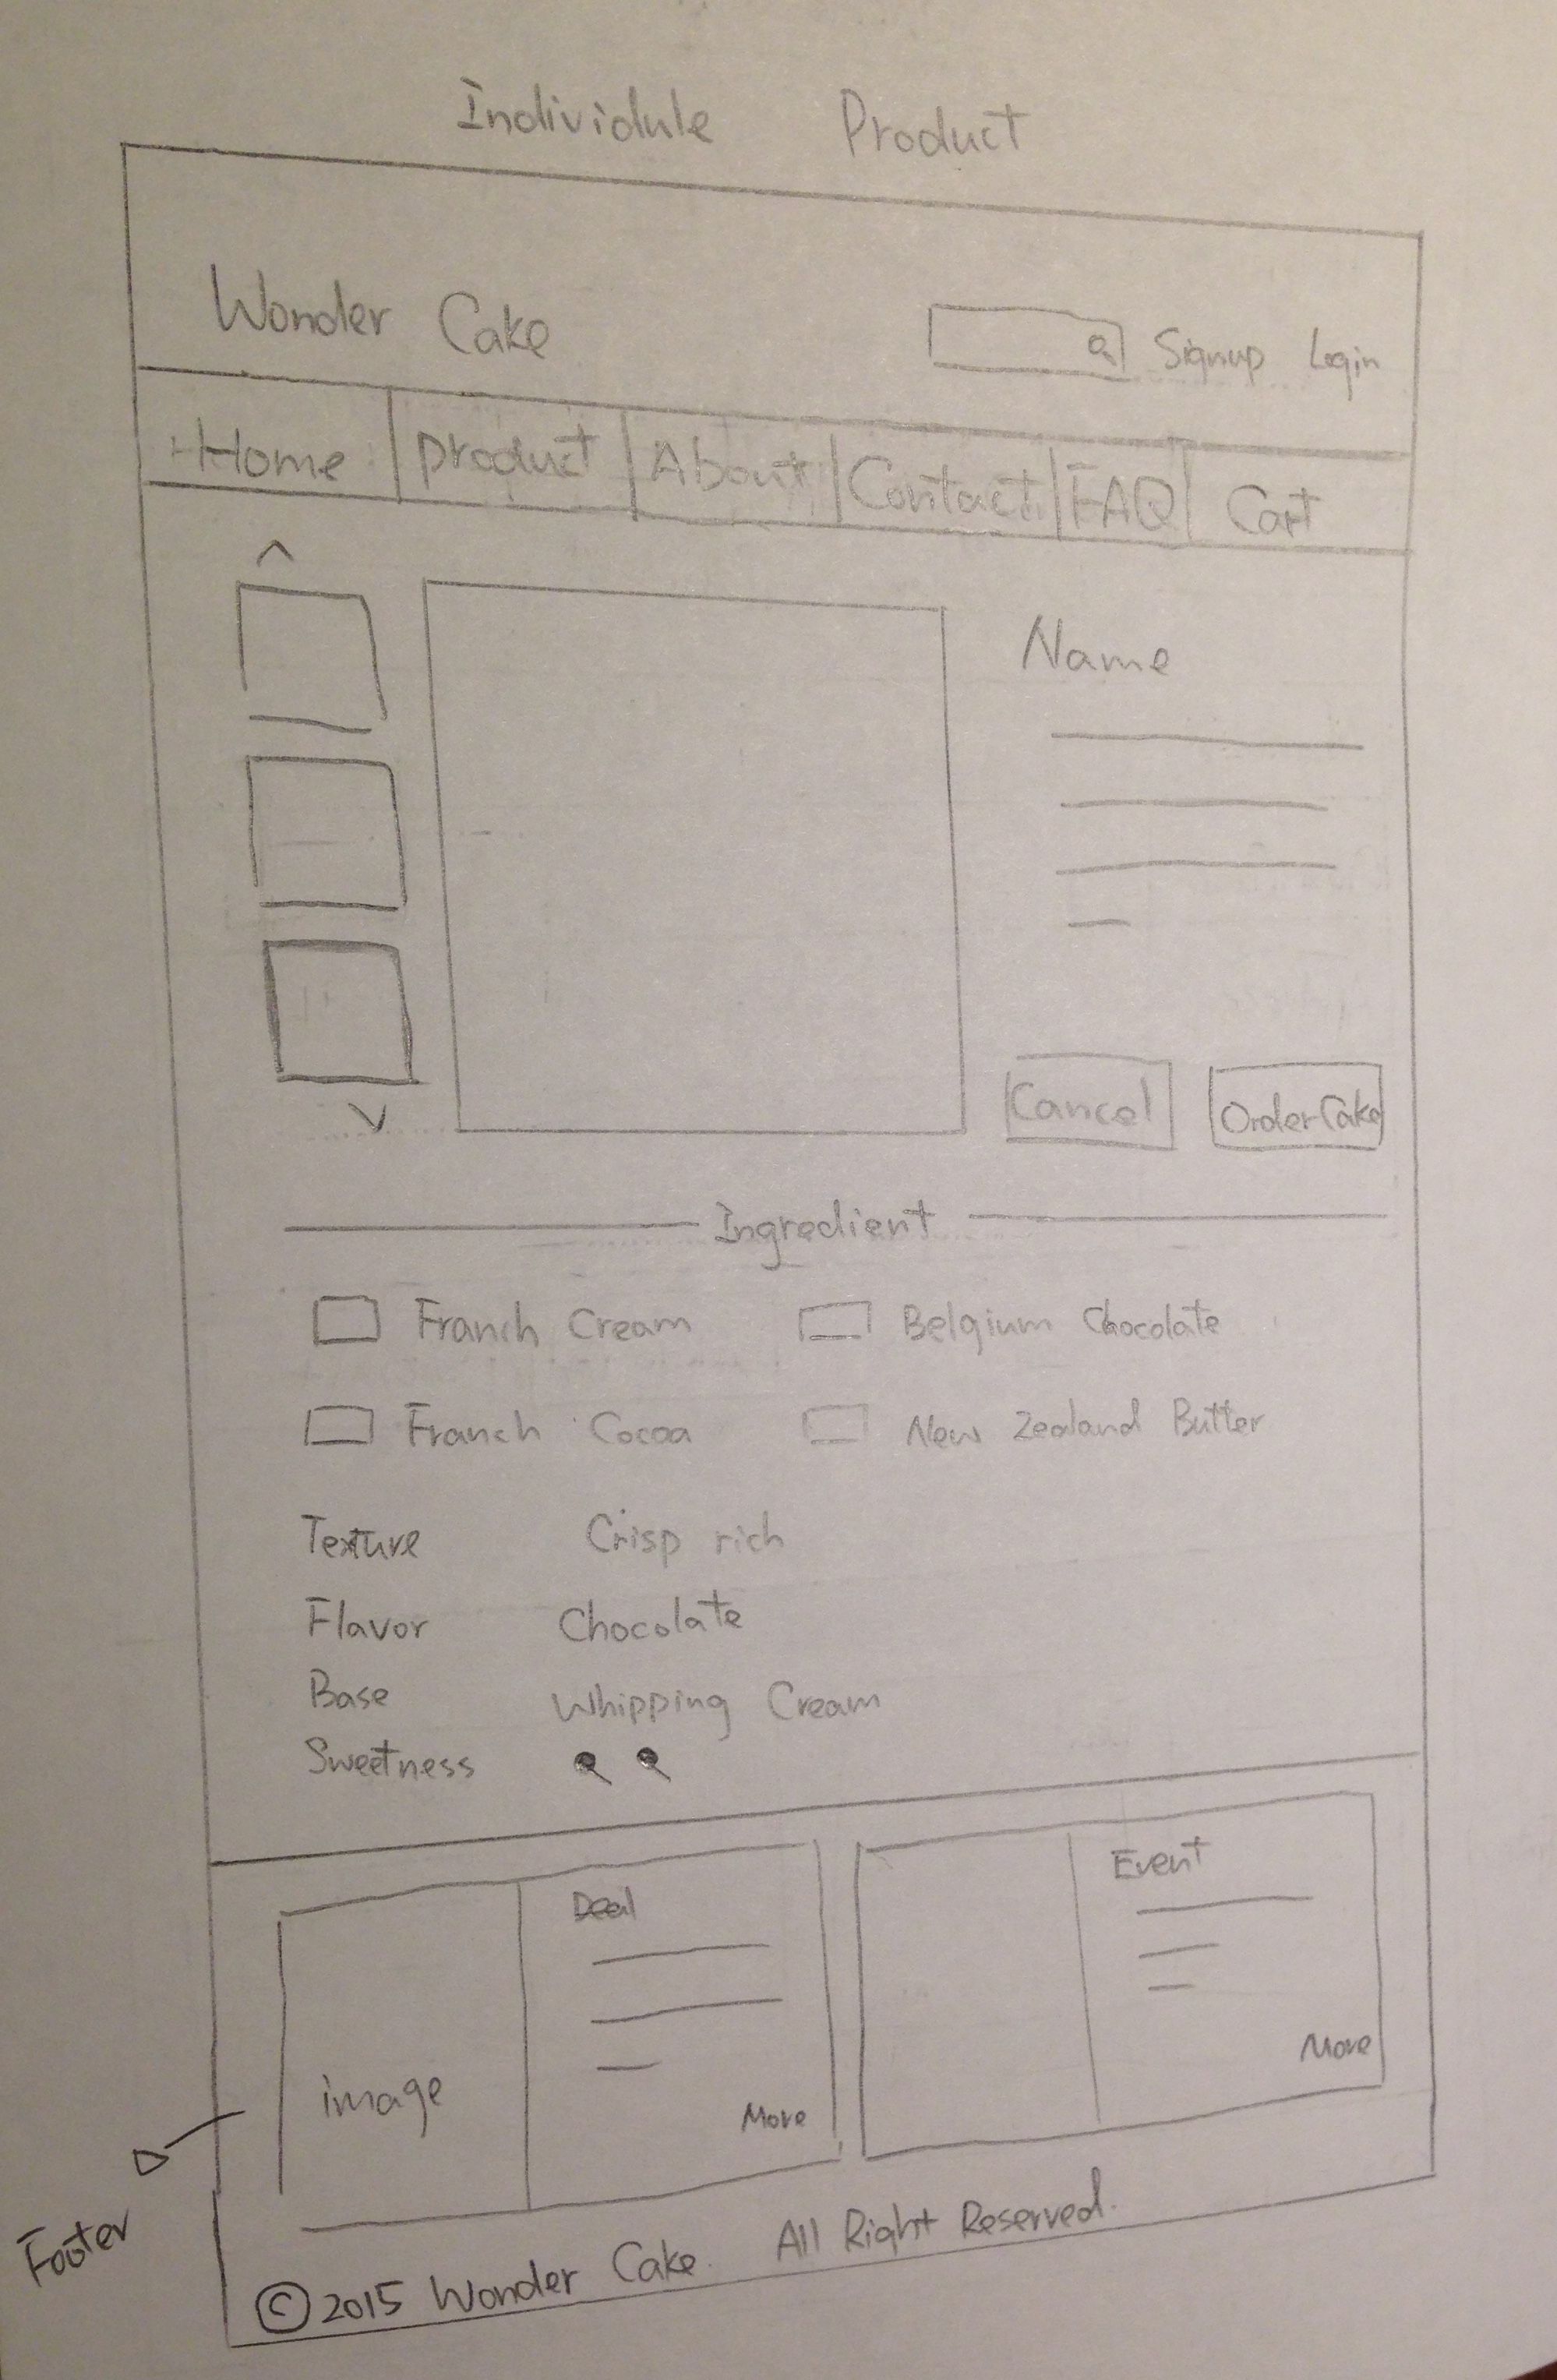 Individule Product
Wonder Cake Signup Login
Home product About Contact FAQ Cart
Name
Cancel Order Cake
Ingredient
Franch Cream Belgium Chocolate
Franch Cocoa New Zealand Butter
Texture Crisp rich
Flavor Chocolate
Base Whipping Cream
Sweetness
Deal Event
image
More More
Footer
©2015 Wonder Cake. All Right Reserved.